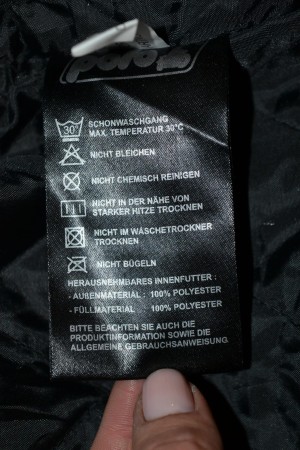 polo
30°
SCHONWASCHGANG
MAX. TEMPERATUR 30°C
NICHT BLEICHEN
NICHT CHEMISCH REINIGEN
NICHT IN DER NÄHE VON
STARKER HITZE TROCKNEN
NICHT IM WÄSCHETROCKNER
TROCKNEN
NICHT BÜGELN
HERAUSNEHMBARES INNENFUTTER :
- AUßENMATERIAL : 100% POLYESTER
- FÜLLMATERIAL : 100% POLYESTER
BITTE BEACHTEN SIE AUCH DIE
PRODUKTINFORMATION SOWIE DIE
ALLGEMEINE GEBRAUCHSANWEISUNG